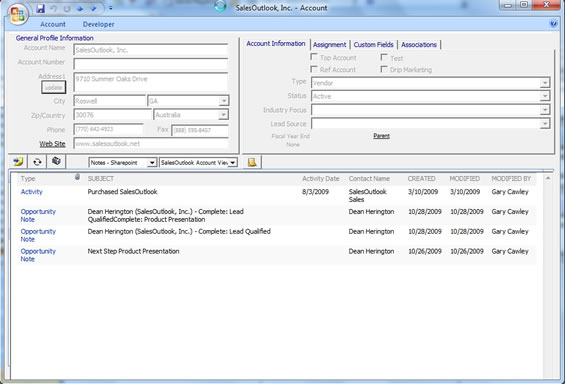 SalesOutlook, Inc. - Account
Account Developer
General Profile Information
Account Name SalesOutlook, Inc.
Account Number
Address1 9710 Summer Oaks Drive
update
City Roswell GA
Zip/Country 30076 Australia
Phone (770) 642-4923 Fax (888) 595-8467
Web Site www.salesoutlook.net
Account Information Assignment Custom Fields Associations
Top Account Test
Ref Account Drip Marketing
Type Vendor
Status Active
Industry Focus
Lead Source
Fiscal Year End Parent
None
Notes - Sharepoint SalesOutlook Account View
Type SUBJECT Activity Date Contact Name CREATED MODIFIED MODIFIED BY
Activity Purchased SalesOutlook 8/3/2009 SalesOutlook 3/10/2009 3/10/2009 Gary Cawley
Sales
Opportunity Dean Herington (SalesOutlook, Inc.) - Complete: Lead Dean Herington 10/28/2009 10/28/2009 Gary Cawley
Note QualifiedComplete: Product Presentation
Opportunity Dean Herington (SalesOutlook, Inc.) - Complete: Lead Qualified Dean Herington 10/28/2009 10/28/2009 Gary Cawley
Note
Opportunity Next Step Product Presentation Dean Herington 10/26/2009 10/26/2009 Gary Cawley
Note